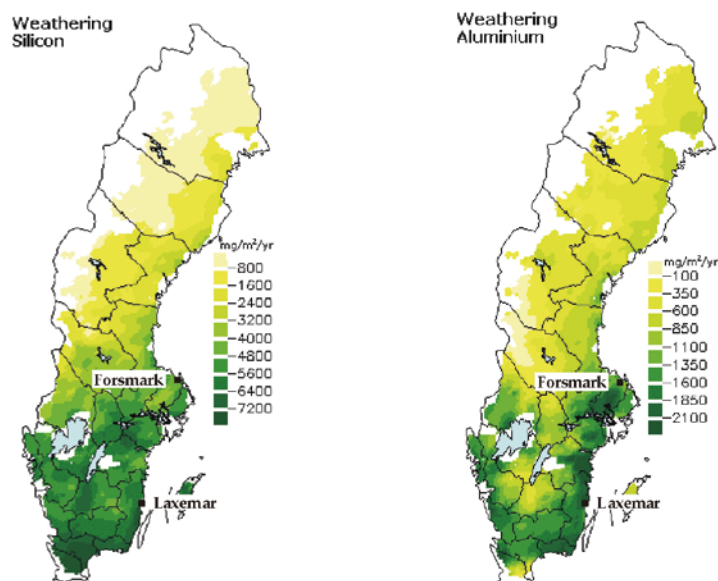 Weathering
Silicon
mg/m²/yr
800
1600
2400
3200
4000
4800
5600
6400
7200
Forsmark
Laxemar
Weathering
Aluminium
mg/m²/yr
100
350
600
850
1100
1350
1600
1850
2100
Forsmark
Laxemar